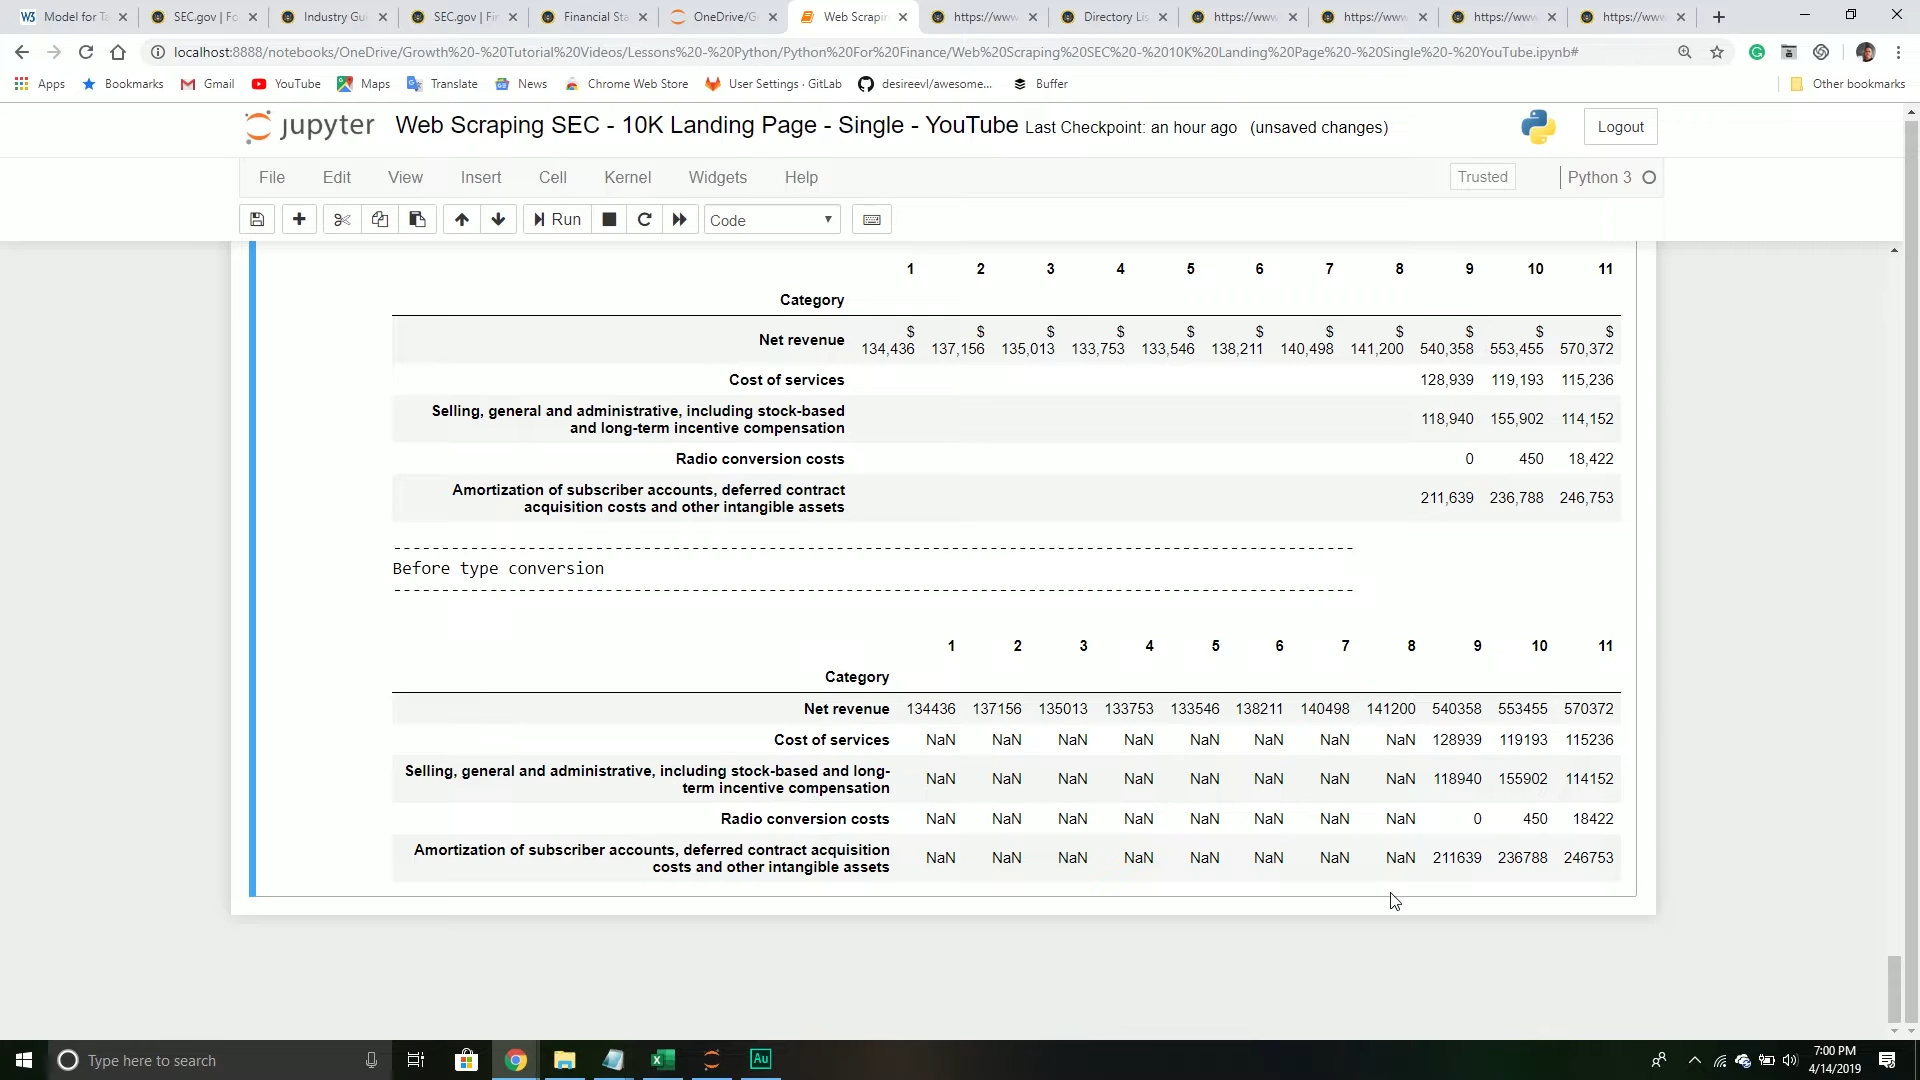 Model for Ta
SEC.gov | Fo
Industry Gui
SEC.gov | Fin
Financial Sta
OneDrive/G
Web Scrapin
https://www
Directory Lis
https://www
https://www
https://www
https://www
localhost:8888/notebooks/OneDrive/Growth%20-%20Tutorial%20Videos/Lessons%20-%20Python/Python%20For%20Finance/Web%20Scraping%20SEC%20-%2010K%20Landing%20Page%20-%20Single%20-%20YouTube.ipynb#
Apps Bookmarks Gmail YouTube Maps Translate News Chrome Web Store User Settings · GitLab desireevl/awesome... Buffer Other bookmarks
jupyter Web Scraping SEC - 10K Landing Page - Single - YouTube Last Checkpoint: an hour ago (unsaved changes) Logout
File Edit View Insert Cell Kernel Widgets Help Trusted Python 3
Run Code
1 2 3 4 5 6 7 8 9 10 11
Category
$ $ $ $ $ $ $ $ $ $ $
Net revenue 134,436 137,156 135,013 133,753 133,546 138,211 140,498 141,200 540,358 553,455 570,372
Cost of services 128,939 119,193 115,236
Selling, general and administrative, including stock-based
and long-term incentive compensation 118,940 155,902 114,152
Radio conversion costs 0 450 18,422
Amortization of subscriber accounts, deferred contract
acquisition costs and other intangible assets 211,639 236,788 246,753
----------------------------------------------------------------------------------------------------
Before type conversion
----------------------------------------------------------------------------------------------------
1 2 3 4 5 6 7 8 9 10 11
Category
Net revenue 134436 137156 135013 133753 133546 138211 140498 141200 540358 553455 570372
Cost of services NaN NaN NaN NaN NaN NaN NaN NaN 128939 119193 115236
Selling, general and administrative, including stock-based and long-
term incentive compensation NaN NaN NaN NaN NaN NaN NaN NaN 118940 155902 114152
Radio conversion costs NaN NaN NaN NaN NaN NaN NaN NaN 0 450 18422
Amortization of subscriber accounts, deferred contract acquisition
costs and other intangible assets NaN NaN NaN NaN NaN NaN NaN NaN 211639 236788 246753
Type here to search
Au
7:00 PM
4/14/2019